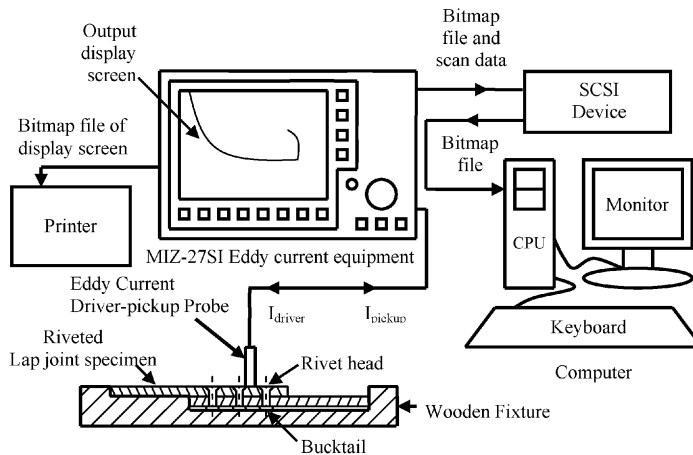 Output
display
screen
Bitmap
file and
scan data
SCSI
Device
Bitmap file of
display screen
Bitmap
file
Printer
CPU
Monitor
MIZ-27SI Eddy current equipment
Eddy Current
Driver-pickup Probe
Idriver
Ipickup
Keyboard
Computer
Riveted
Lap joint specimen
Rivet head
Wooden Fixture
Bucktail